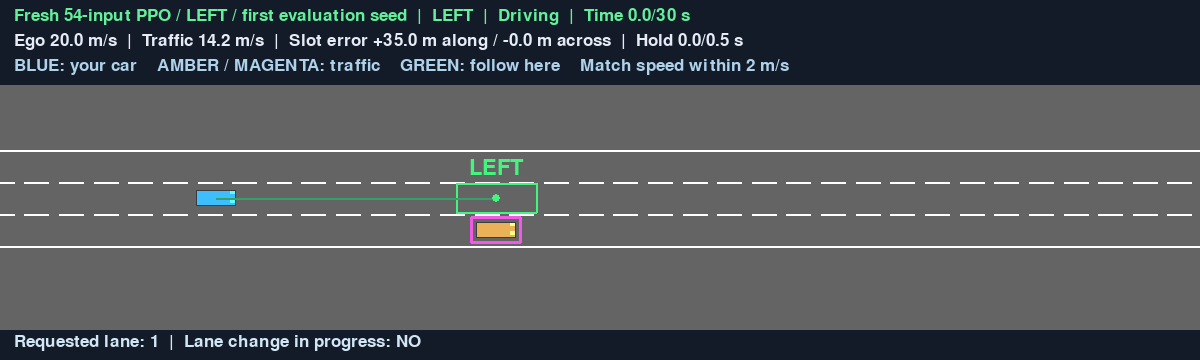 Fresh 54-input PPO / LEFT / first evaluation seed | LEFT | Driving | Time 0.0/30 s
Ego 20.0 m/s | Traffic 14.2 m/s | Slot error +35.0 m along / -0.0 m across | Hold 0.0/0.5 s
BLUE: your car AMBER / MAGENTA: traffic GREEN: follow here Match speed within 2 m/s
LEFT
Requested lane: 1 | Lane change in progress: NO